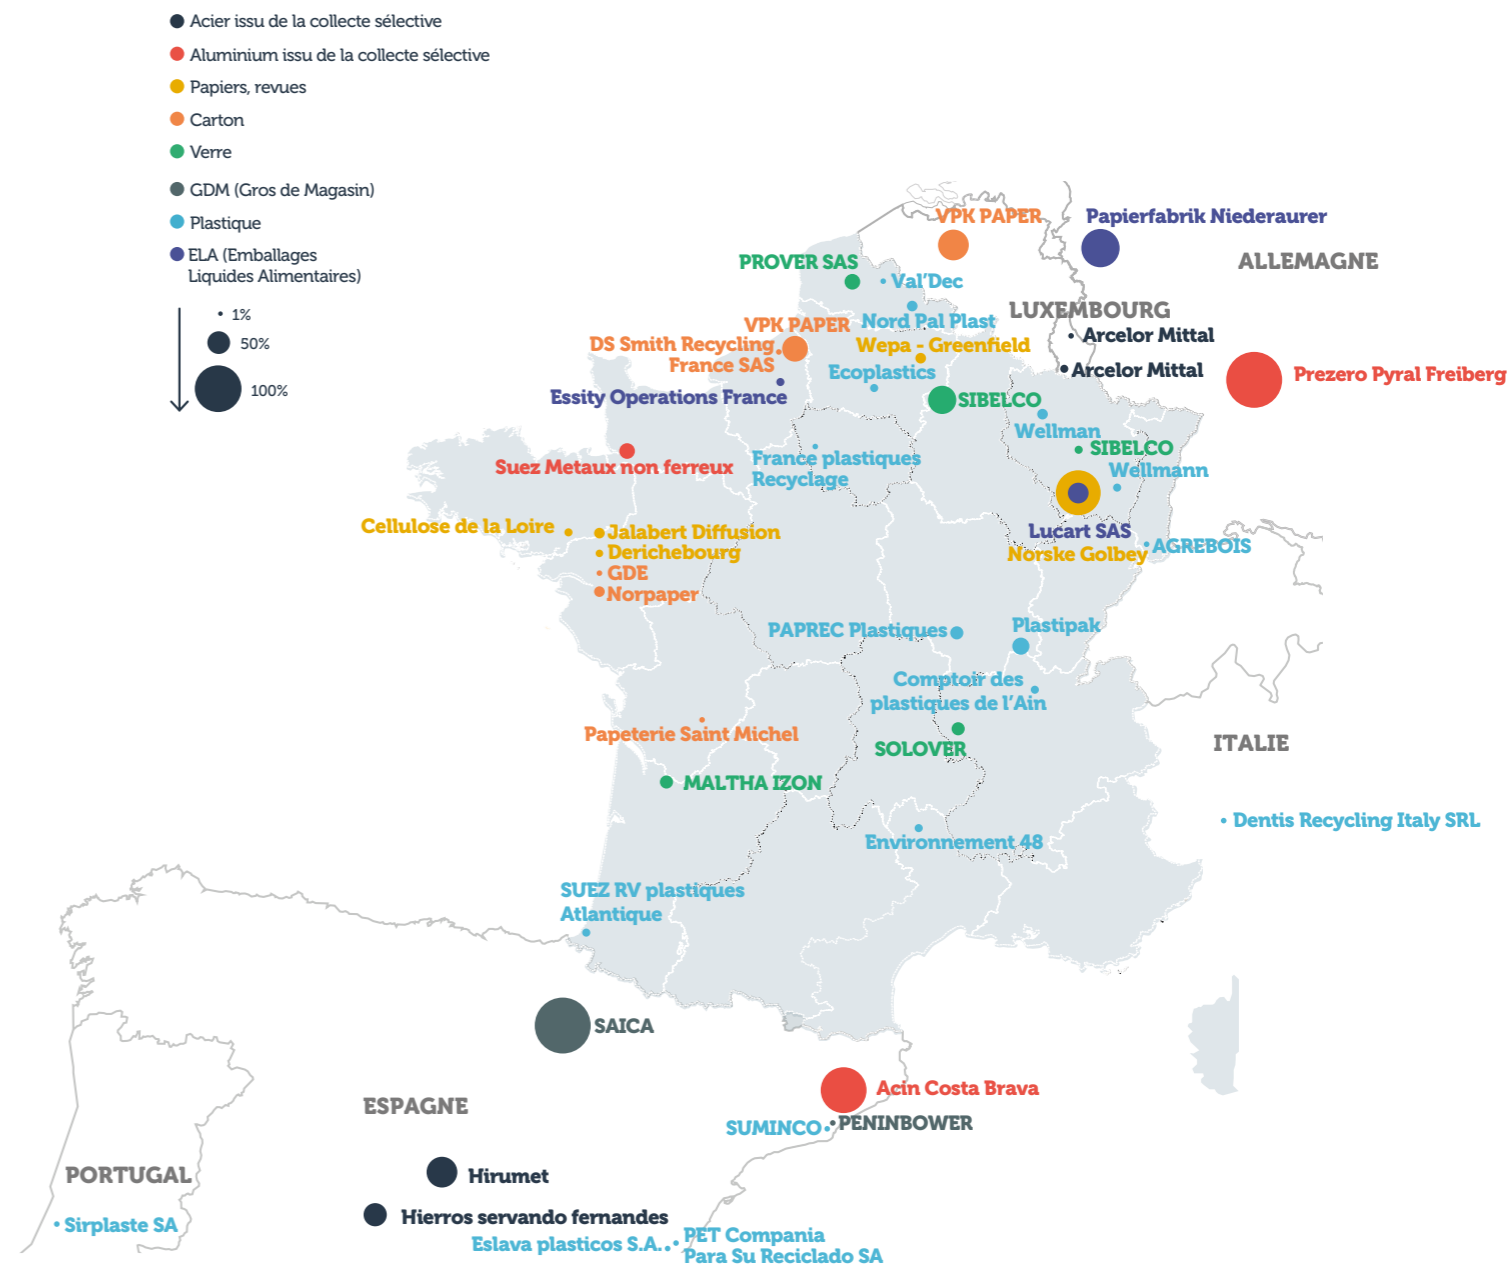 Acier issu de la collecte sélective
Aluminium issu de la collecte sélective
Papiers, revues
Carton
Verre
GDM (Gros de Magasin)
Plastique
ELA (Emballages
Liquides Alimentaires)
1%
50%
100%
VPK PAPER
Papierfabrik Niederaurer
ALLEMAGNE
PROVER SAS
Val'Dec
LUXEMBOURG
Nord Pal Plast
VPK PAPER
Arcelor Mittal
DS Smith Recycling
France SAS
Wepa - Greenfield
Ecoplastics
Arcelor Mittal
Prezero Pyral Freiberg
Essity Operations France
SIBELCO
Wellman
SIBELCO
Suez Metaux non ferreux
France plastiques
Recyclage
Wellmann
Cellulose de la Loire
Jalabert Diffusion
Lucart SAS
Derichebourg
Norske Golbey
AGREBOIS
GDE
Norpaper
PAPREC Plastiques
Plastipak
Comptoir des
plastiques de l'Ain
Papeterie Saint Michel
SOLOVER
ITALIE
MALTHA IZON
Dentis Recycling Italy SRL
Environnement 48
SUEZ RV plastiques
Atlantique
SAICA
Acin Costa Brava
ESPAGNE
SUMINCO
PENINBOWER
PORTUGAL
Hirumet
Sirplaste SA
Hierros servando fernandes
Eslava plasticos S.A.
PET Compania
Para Su Reciclado SA